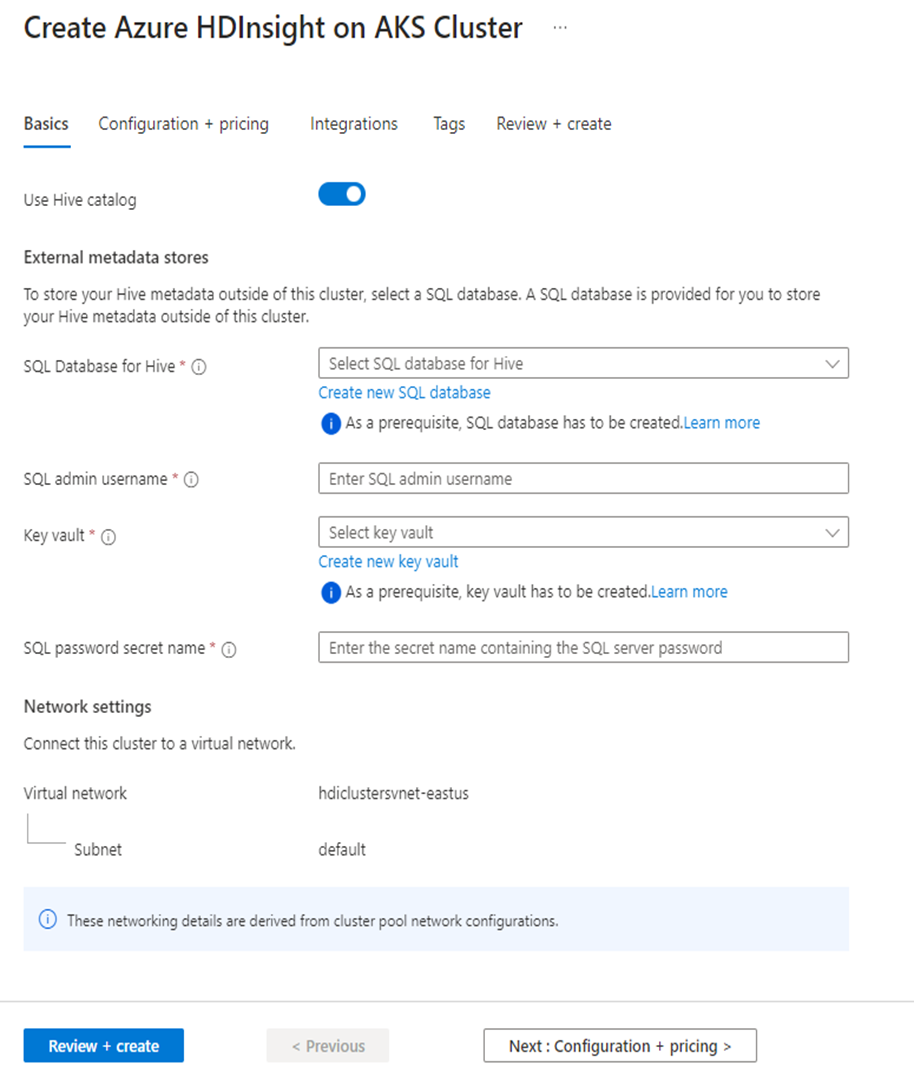 Create Azure HDInsight on AKS Cluster ...
Basics Configuration + pricing Integrations Tags Review + create
Use Hive catalog
External metadata stores
To store your Hive metadata outside of this cluster, select a SQL database. A SQL database is provided for you to store
your Hive metadata outside of this cluster.
SQL Database for Hive * Select SQL database for Hive
Create new SQL database
As a prerequisite, SQL database has to be created.Learn more
SQL admin username * Enter SQL admin username
Key vault * Select key vault
Create new key vault
As a prerequisite, key vault has to be created.Learn more
SQL password secret name * Enter the secret name containing the SQL server password
Network settings
Connect this cluster to a virtual network.
Virtual network hdiclustersvnet-eastus
Subnet default
These networking details are derived from cluster pool network configurations.
Review + create < Previous Next : Configuration + pricing >